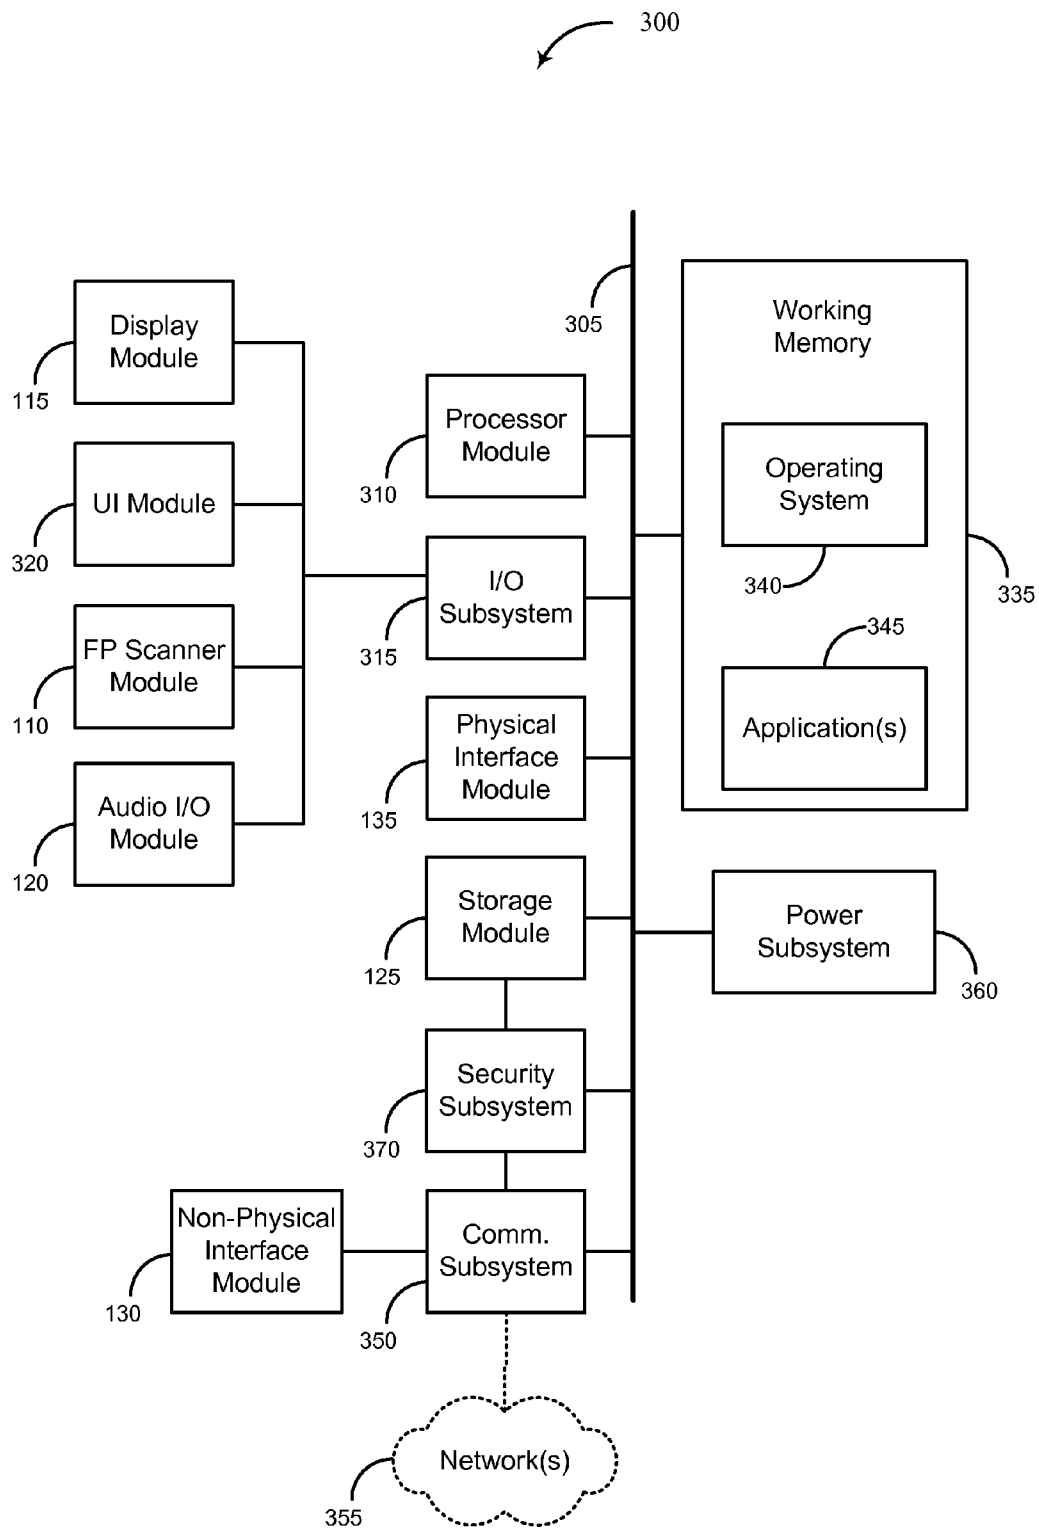 300
305
Working
Memory
Display
Module
115
Processor
Module
310
Operating
System
340
335
UI Module
320
I/O
Subsystem
315
345
Application(s)
FP Scanner
Module
110
Physical
Interface
Module
135
Audio I/O
Module
120
Storage
Module
125
Power
Subsystem
360
Security
Subsystem
370
Non-Physical
Interface
Module
130
Comm.
Subsystem
350
Network(s)
355